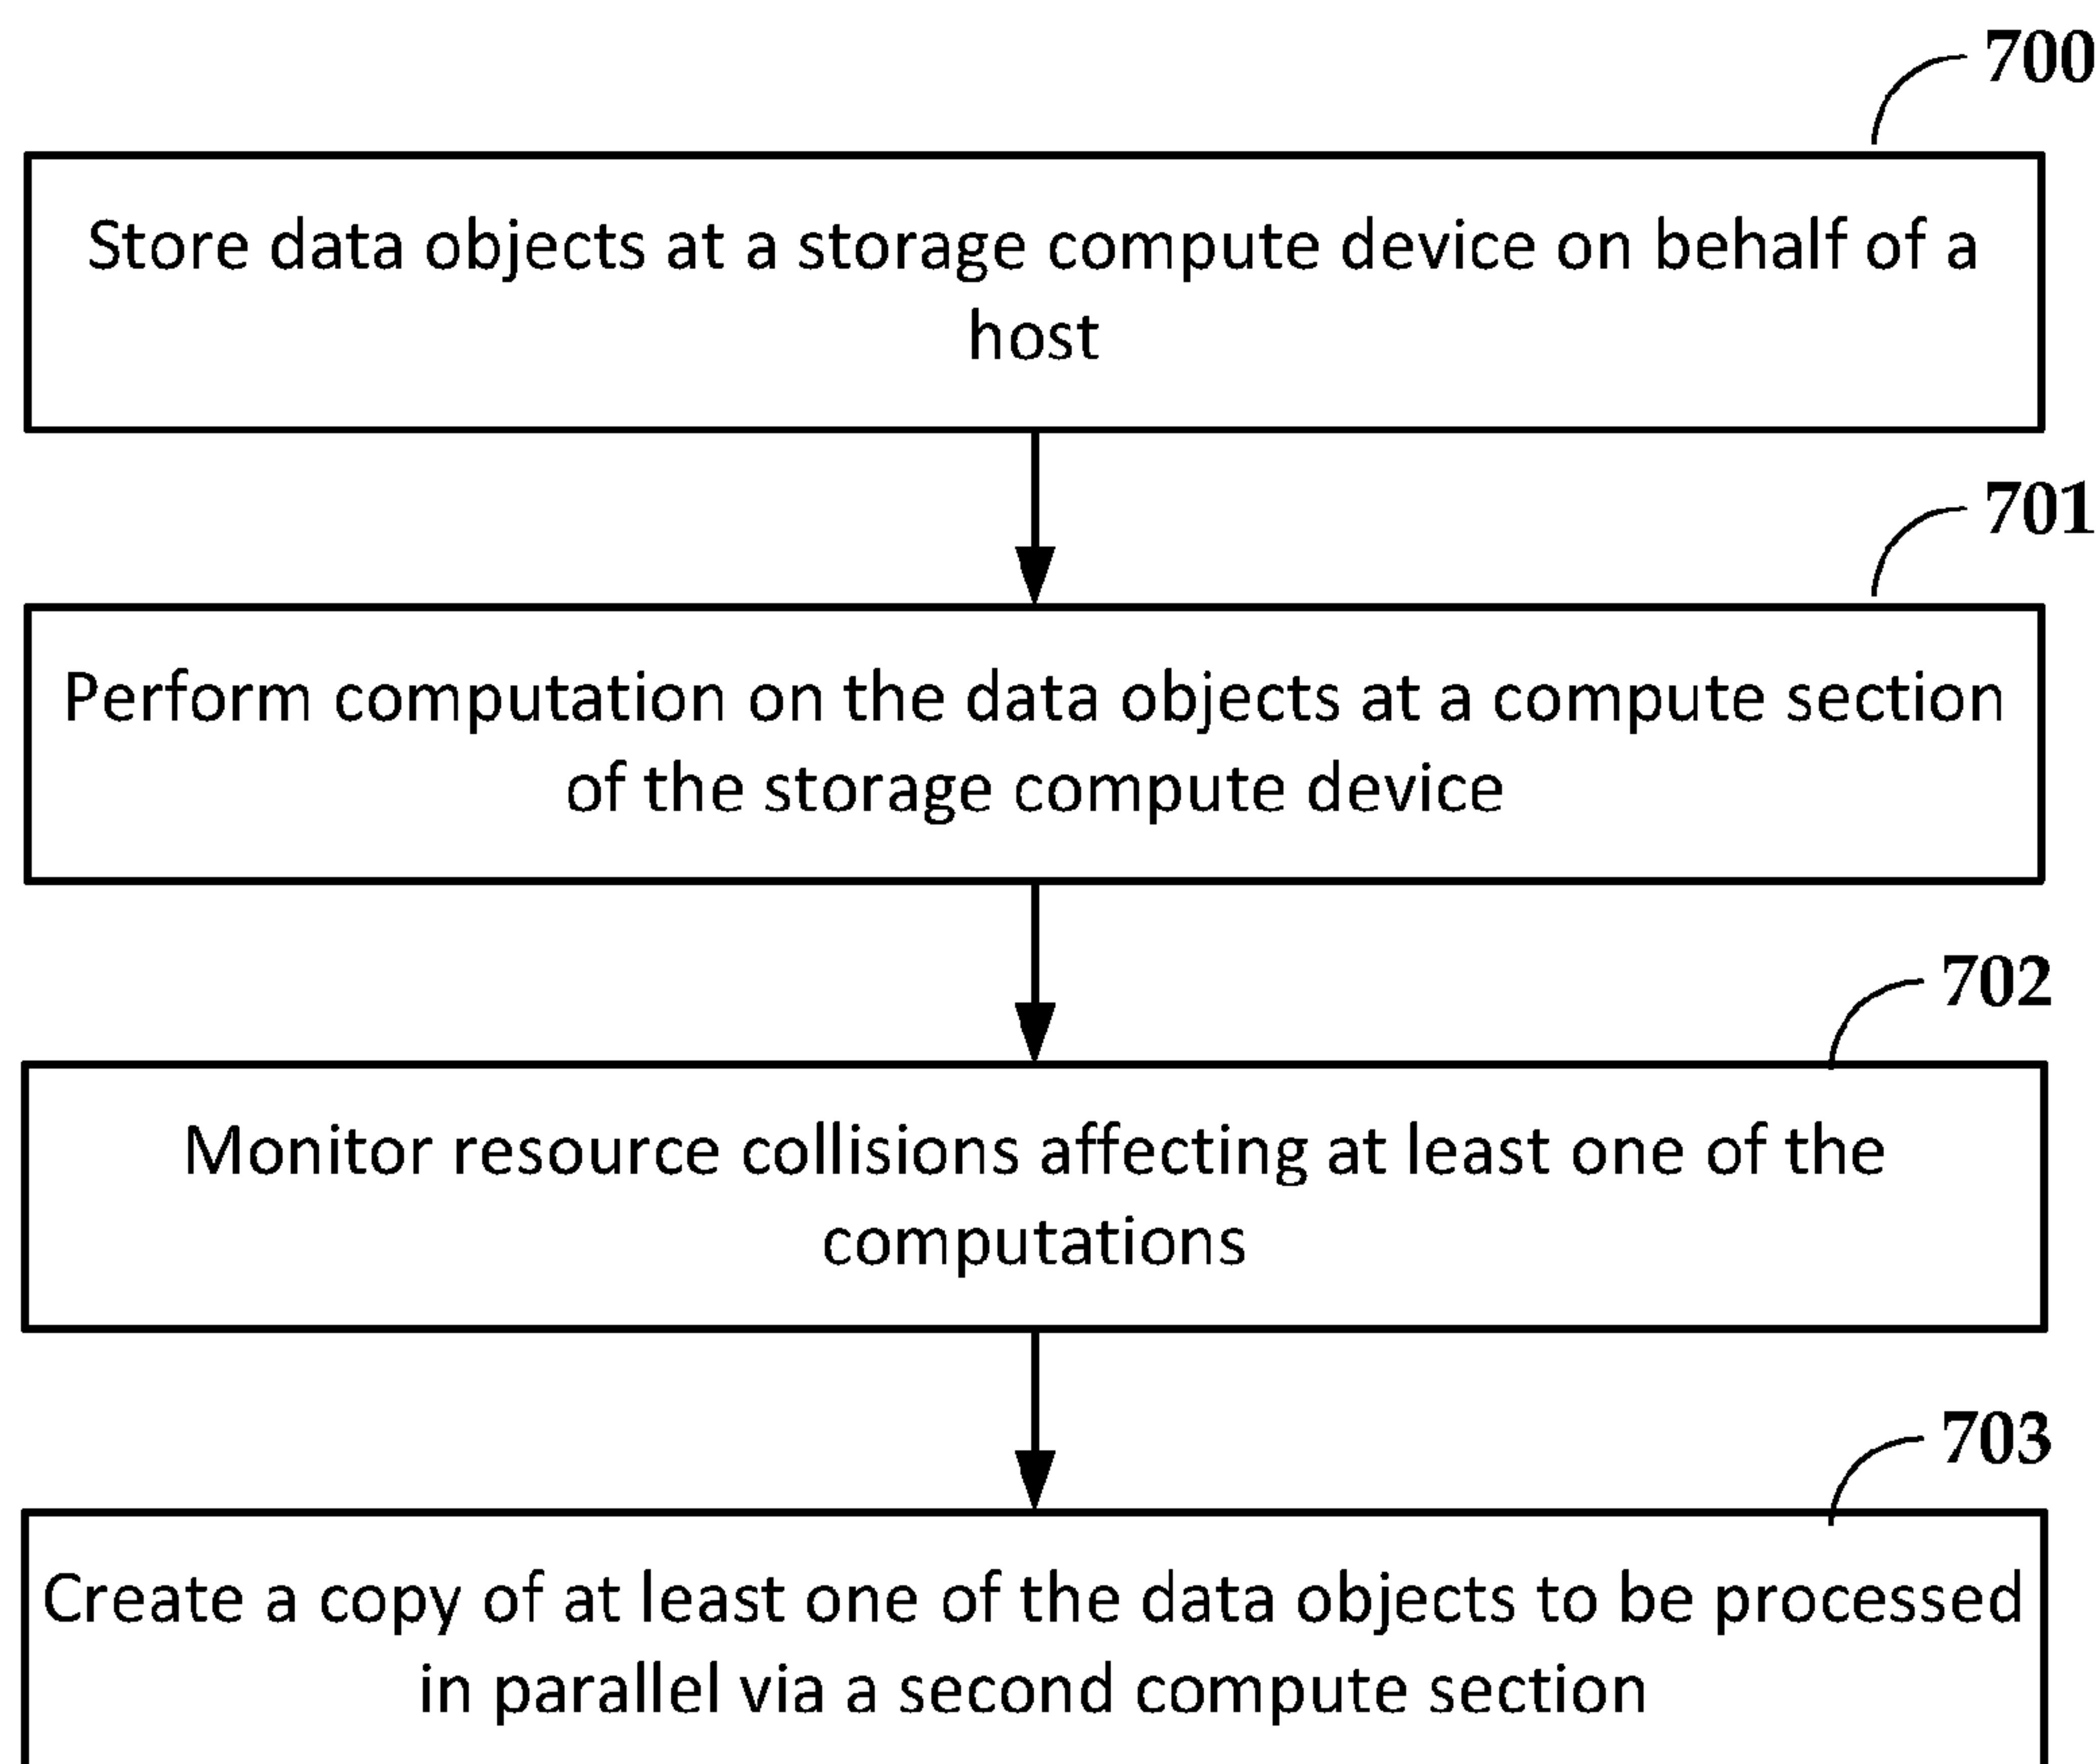 700
Store data objects at a storage compute device on behalf of a
host
701
Perform computation on the data objects at a compute section
of the storage compute device
702
Monitor resource collisions affecting at least one of the
computations
703
Create a copy of at least one of the data objects to be processed
in parallel via a second compute section